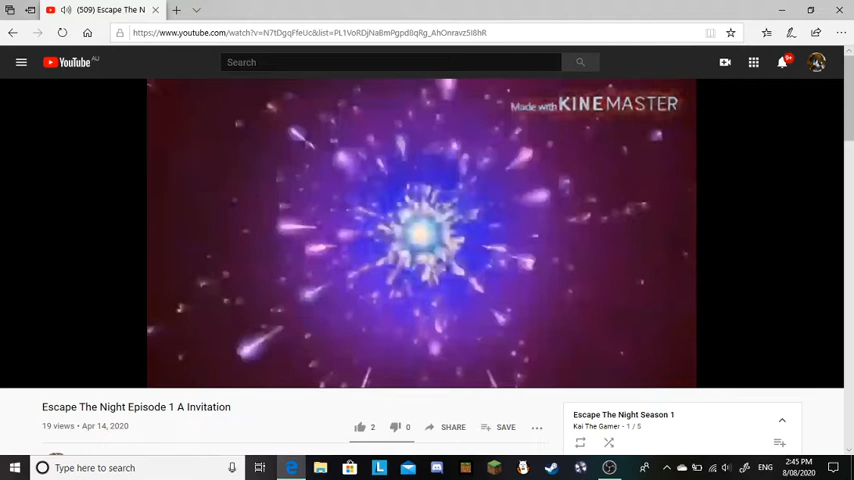 (509) Escape The N
https://www.youtube.com/watch?v=N7tDgqFfeUc&list=PL1VoRDjNaBmPgpd8qRg_AhOnravz5I8hR
YouTube AU
Search
9+
Made with KINEMASTER
Escape The Night Episode 1 A Invitation
19 views • Apr 14, 2020
2
0
SHARE
SAVE
Escape The Night Season 1
Kai The Gamer - 1 / 5
Type here to search
ENG
2:45 PM
8/08/2020